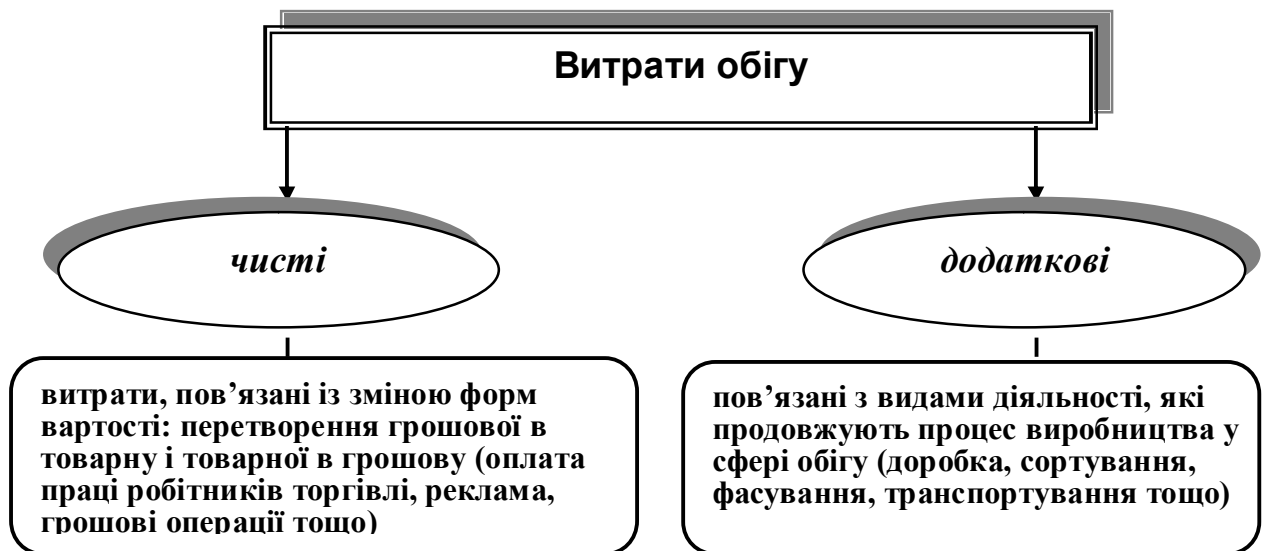 Витрати обігу
чисті
додаткові
витрати, пов’язані із зміною форм
вартості: перетворення грошової в
товарну і товарної в грошову (оплата
праці робітників торгівлі, реклама,
грошові операції тощо)
пов’язані з видами діяльності, які
продовжують процес виробництва у
сфері обігу (доробка, сортування,
фасування, транспортування тощо)